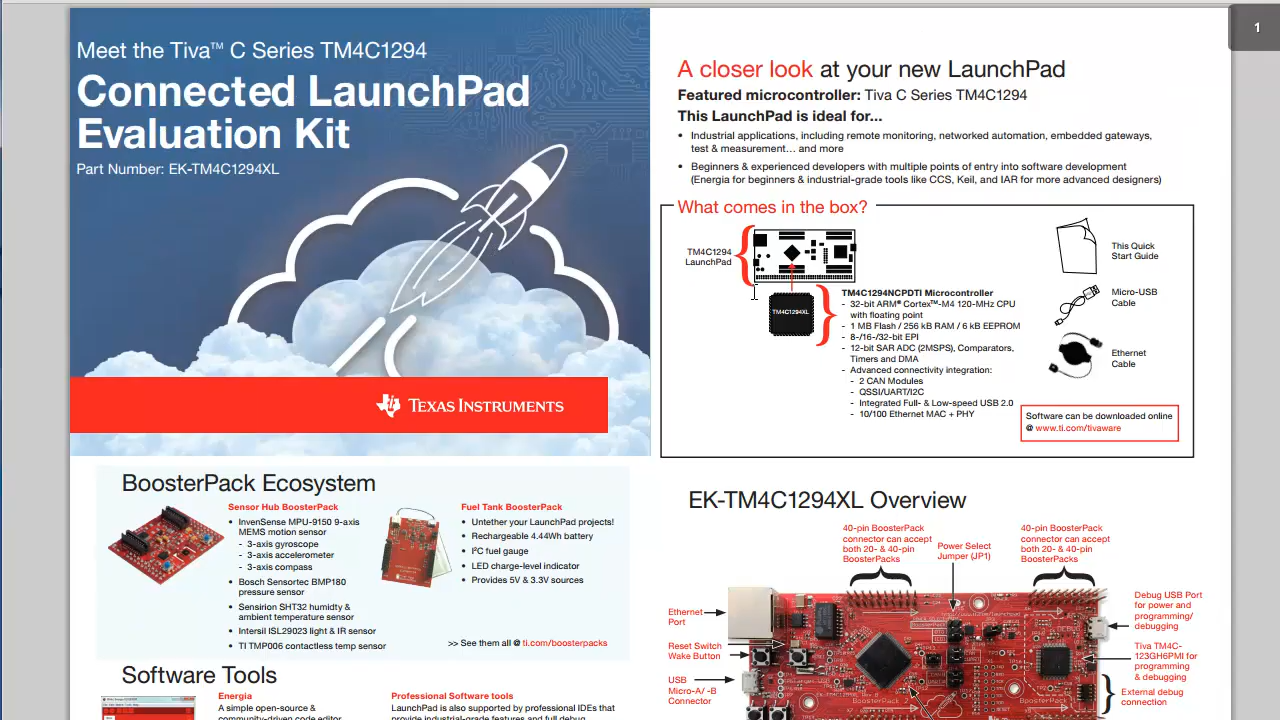 1
Meet the Tiva™ C Series TM4C1294
Connected LaunchPad
Evaluation Kit
Part Number: EK-TM4C1294XL
TEXAS INSTRUMENTS
A closer look at your new LaunchPad
Featured microcontroller: Tiva C Series TM4C1294
This LaunchPad is ideal for...
• Industrial applications, including remote monitoring, networked automation, embedded gateways,
test & measurement… and more
• Beginners & experienced developers with multiple points of entry into software development
(Energia for beginners & industrial-grade tools like CCS, Keil, and IAR for more advanced designers)
What comes in the box?
TM4C1294
LaunchPad
TM4C1294XL
TM4C1294NCPDTI Microcontroller
- 32-bit ARM® Cortex™-M4 120-MHz CPU
with floating point
- 1 MB Flash / 256 kB RAM / 6 kB EEPROM
- 8-/16-/32-bit EPI
- 12-bit SAR ADC (2MSPS), Comparators,
Timers and DMA
- Advanced connectivity integration:
- 2 CAN Modules
- QSSI/UART/I2C
- Integrated Full- & Low-speed USB 2.0
- 10/100 Ethernet MAC + PHY
This Quick
Start Guide
Micro-USB
Cable
Ethernet
Cable
Software can be downloaded online
@ www.ti.com/tivaware
BoosterPack Ecosystem
Sensor Hub BoosterPack
• InvenSense MPU-9150 9-axis
MEMS motion sensor
- 3-axis gyroscope
- 3-axis accelerometer
- 3-axis compass
• Bosch Sensortec BMP180
pressure sensor
• Sensirion SHT32 humidity &
ambient temperature sensor
• Intersil ISL29023 light & IR sensor
• TI TMP006 contactless temp sensor
Fuel Tank BoosterPack
• Untether your LaunchPad projects!
• Rechargeable 4.44Wh battery
• I²C fuel gauge
• LED charge-level indicator
• Provides 5V & 3.3V sources
>> See them all @ ti.com/boosterpacks
Software Tools
Energia
A simple open-source &
community-driven code editor
Professional Software tools
LaunchPad is also supported by professional IDEs that
provide industrial-grade features and full debug
EK-TM4C1294XL Overview
40-pin BoosterPack
connector can accept
both 20- & 40-pin
BoosterPacks
Power Select
Jumper (JP1)
40-pin BoosterPack
connector can accept
both 20- & 40-pin
BoosterPacks
Ethernet
Port
Reset Switch
Wake Button
USB
Micro-A/ -B
Connector
Debug USB Port
for power and
programming/
debugging
Tiva TM4C-
123GH6PMI for
programming
& debugging
External debug
connection